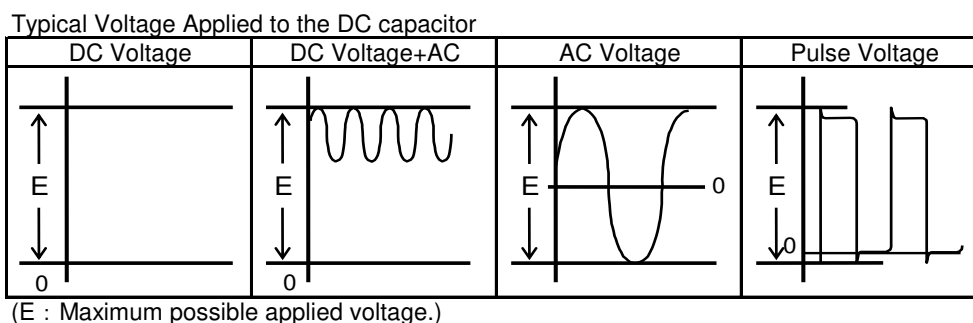 Typical Voltage Applied to the DC capacitor
DC Voltage DC Voltage+AC AC Voltage Pulse Voltage
E E E E
0 0 0 0
(E : Maximum possible applied voltage.)